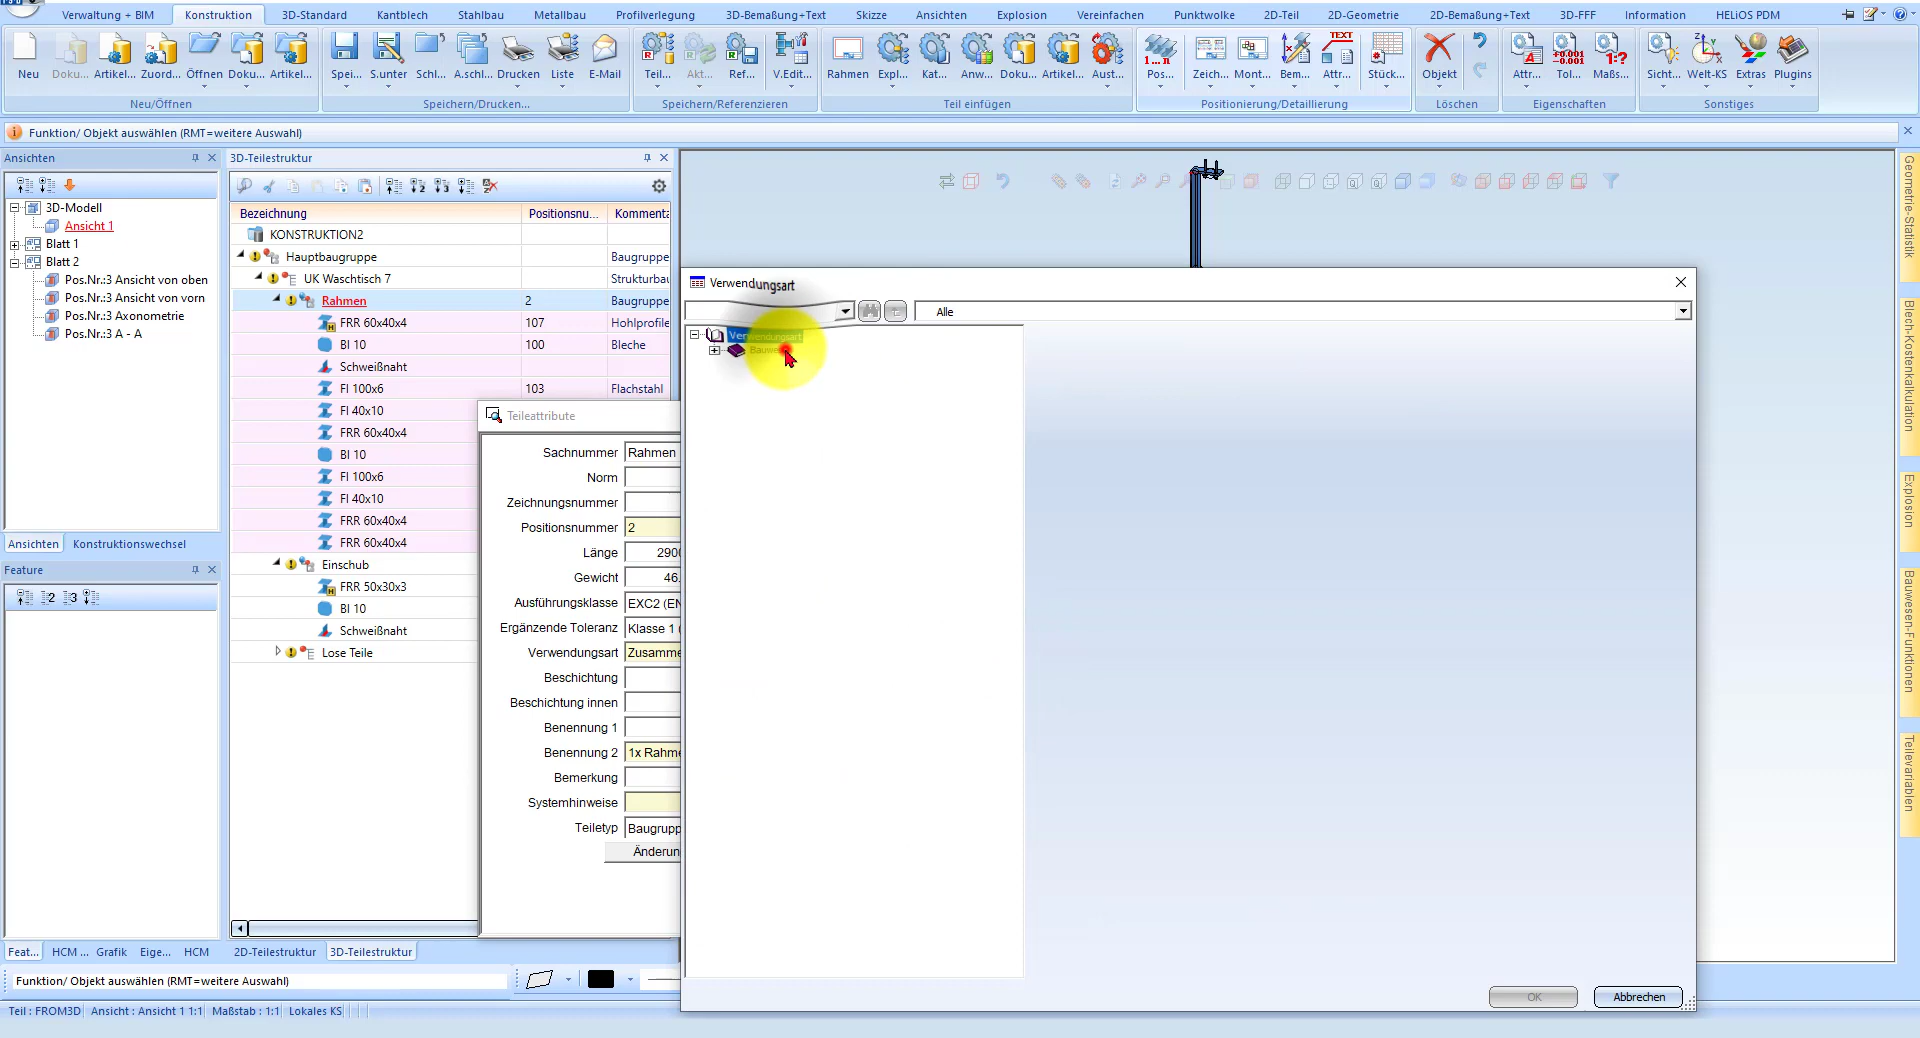 Verwaltung + BIM Konstruktion 3D-Standard Kantblech Stahlbau Metallbau Profilverlegung 3D-Bemaßung+Text Skizze Ansichten Explosion Vereinfachen Punktwolke 2D-Teil 2D-Geometrie 2D-Bemaßung+Text 3D-FFF Information HELiOS PDM
Neu Doku... Artikel... Zuord... Öffnen Doku... Artikel... Spei... S.unter Schl... A.schl... Drucken Liste E-Mail Teil... Akt... Ref... V.Edit... Rahmen Expl... Kat... Anw... Doku... Artikel... Aust... Pos... Zeich... Mont... Bem... Attr... Stück... Objekt Attr... Tol... Maßs... Sicht... Welt-KS Extras Plugins
Neu/Öffnen Speichern/Drucken... Speichern/Referenzieren Teil einfügen Positionierung/Detaillierung Löschen Eigenschaften Sonstiges
Funktion/ Objekt auswählen (RMT=weitere Auswahl)
Ansichten
3D-Modell
Ansicht 1
Blatt 1
Blatt 2
Pos.Nr.:3 Ansicht von oben
Pos.Nr.:3 Ansicht von vorn
Pos.Nr.:3 Axonometrie
Pos.Nr.:3 A - A
Ansichten Konstruktionswechsel
Feature
Feat... HCM ... Grafik Eige... HCM
3D-Teilestruktur
Bezeichnung Positionsnu... Kommenta
KONSTRUKTION2
Hauptbaugruppe Baugruppe
UK Waschtisch 7 Strukturbau
Rahmen 2 Baugruppe
FRR 60x40x4 107 Hohlprofile
Bl 10 100 Bleche
Schweißnaht
Fl 100x6 103 Flachstahl
Fl 40x10
FRR 60x40x4
Bl 10
Fl 100x6
Fl 40x10
FRR 60x40x4
FRR 60x40x4
Einschub
FRR 50x30x3
Bl 10
Schweißnaht
Lose Teile
2D-Teilestruktur 3D-Teilestruktur
Teileattribute
Sachnummer Rahmen
Norm
Zeichnungsnummer
Positionsnummer 2
Länge 2900
Gewicht 46.
Ausführungsklasse EXC2 (EN
Ergänzende Toleranz Klasse 1
Verwendungsart Zusamme
Beschichtung
Beschichtung innen
Benennung 1
Benennung 2 1x Rahme
Bemerkung
Systemhinweise
Teiletyp Baugrupp
Änderun
Verwendungsart
Alle
Verwendungsart
OK Abbrechen
Geometrie-Statistik
Blech-Kostenkalkulation
Explosion
Bauwesen-Funktionen
Teilevariablen
Funktion/ Objekt auswählen (RMT=weitere Auswahl)
Teil : FROM3D Ansicht : Ansicht 1 1:1 Maßstab : 1:1 Lokales KS